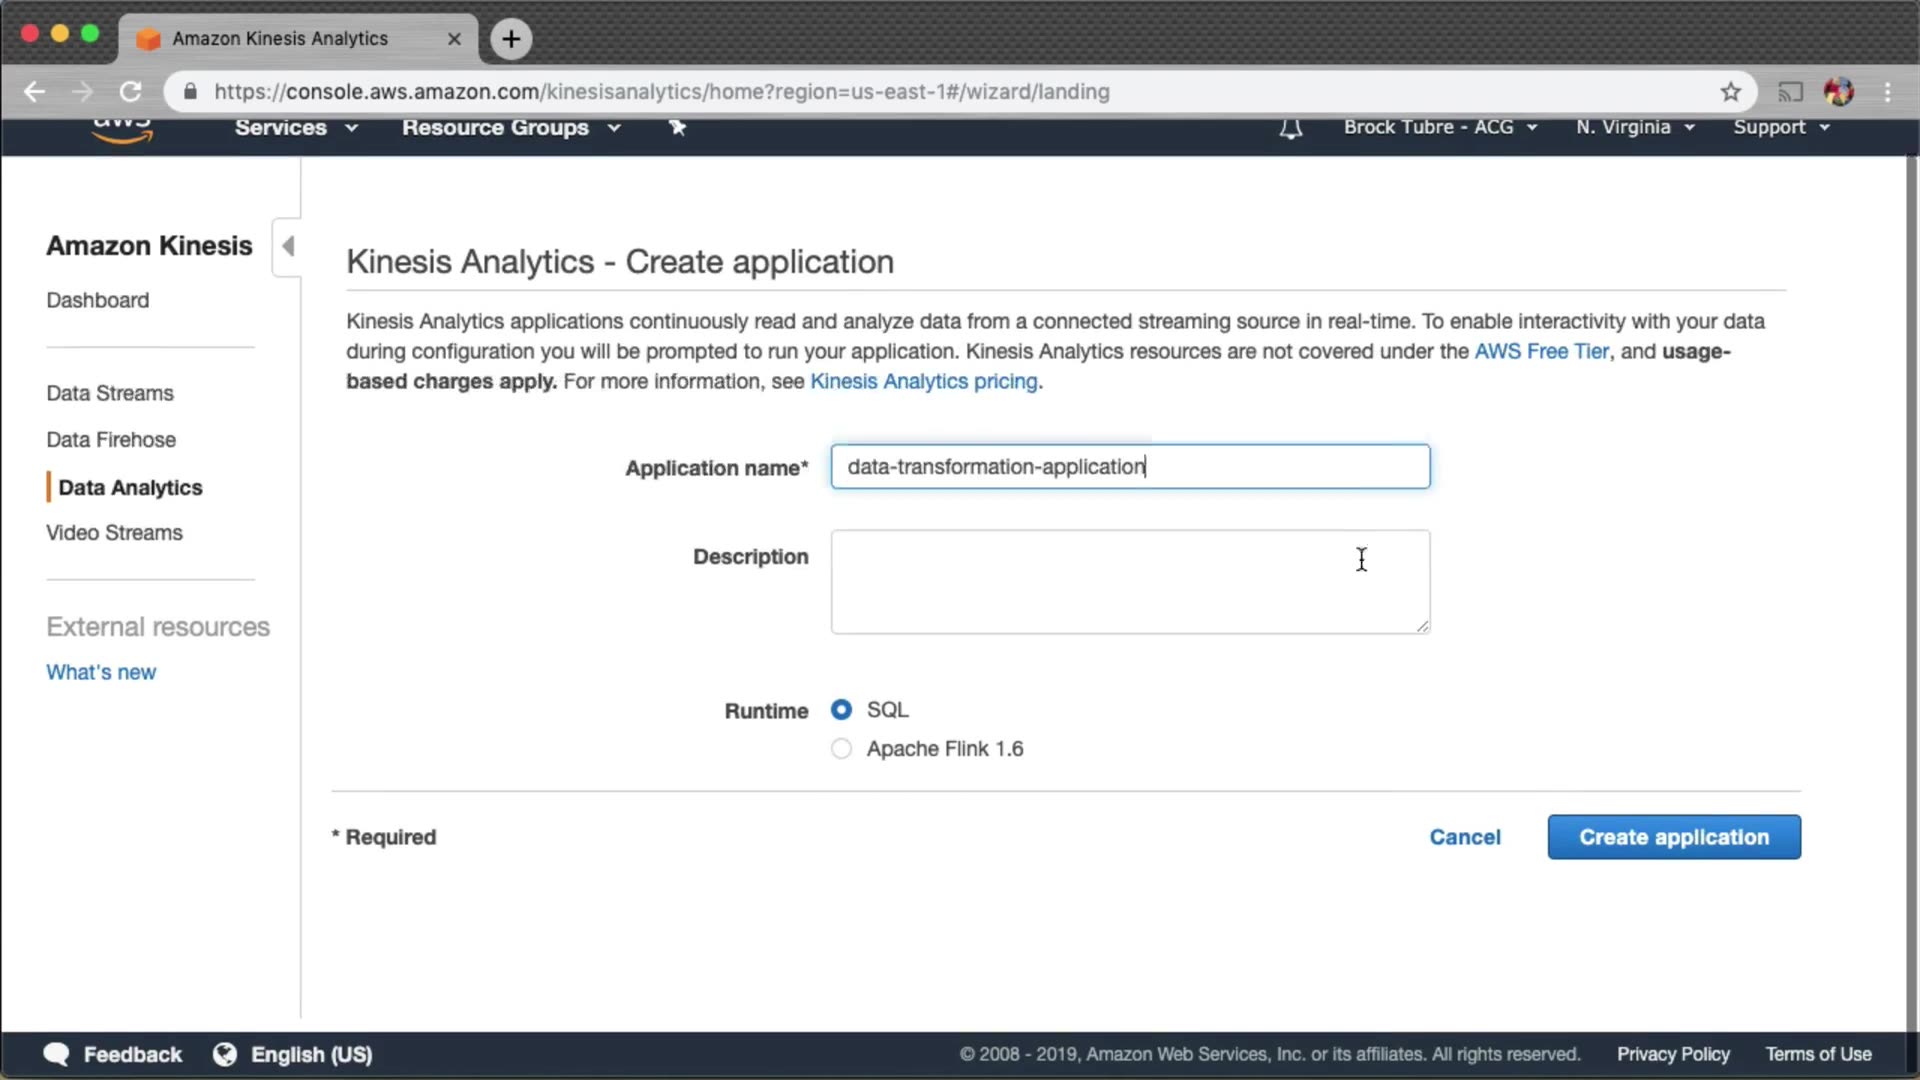 Amazon Kinesis Analytics
https://console.aws.amazon.com/kinesisanalytics/home?region=us-east-1#/wizard/landing
aws Services Resource Groups Brock Tubre - ACG N. Virginia Support
Amazon Kinesis
Dashboard
Data Streams
Data Firehose
Data Analytics
Video Streams
External resources
What's new
Kinesis Analytics - Create application
Kinesis Analytics applications continuously read and analyze data from a connected streaming source in real-time. To enable interactivity with your data
during configuration you will be prompted to run your application. Kinesis Analytics resources are not covered under the AWS Free Tier, and usage-
based charges apply. For more information, see Kinesis Analytics pricing.
Application name* data-transformation-application
Description
Runtime SQL
Apache Flink 1.6
* Required Cancel Create application
Feedback English (US) © 2008 - 2019, Amazon Web Services, Inc. or its affiliates. All rights reserved. Privacy Policy Terms of Use